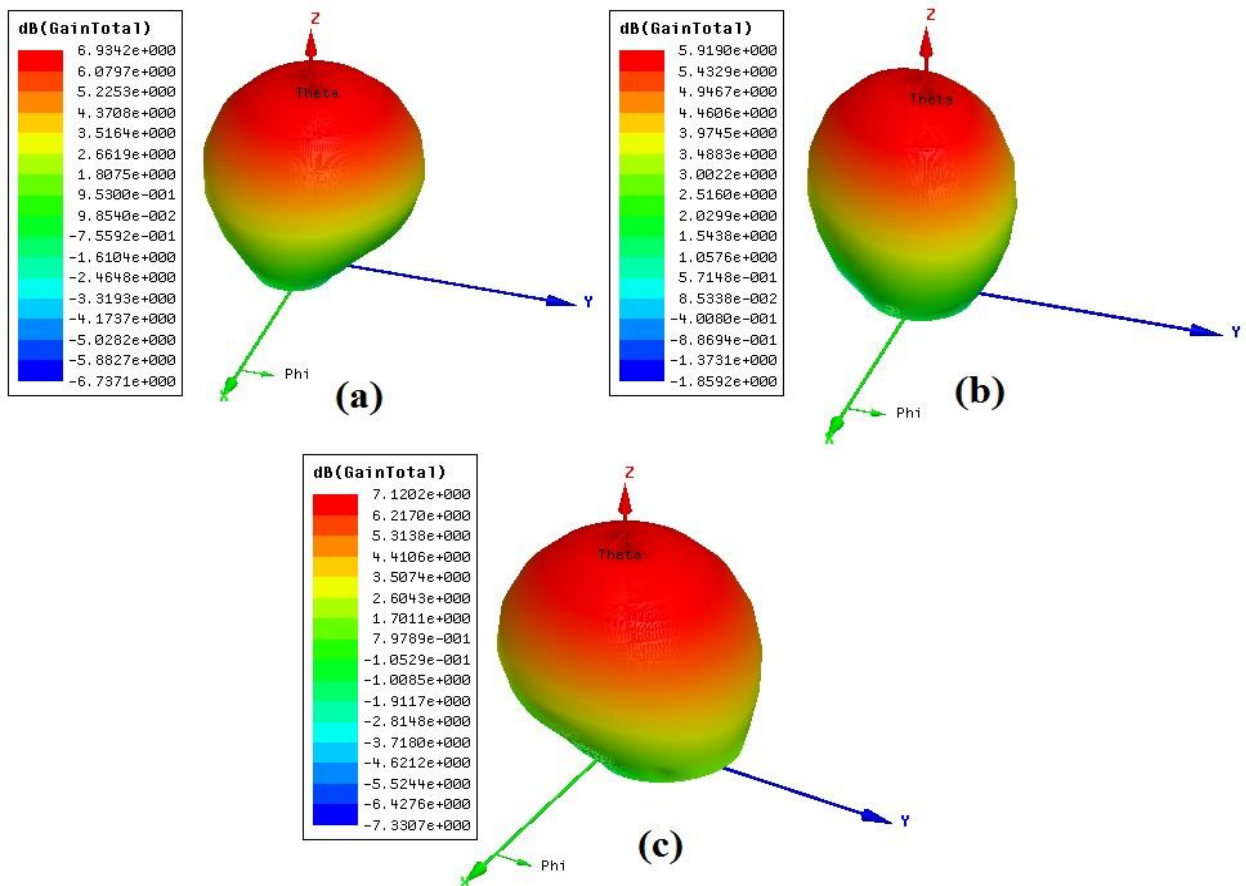 dB(GainTotal)
6.9342e+000
6.0797e+000
5.2253e+000
4.3708e+000
3.5164e+000
2.6619e+000
1.8075e+000
9.5300e-001
9.8540e-002
-7.5592e-001
-1.6104e+000
-2.4648e+000
-3.3193e+000
-4.1737e+000
-5.0282e+000
-5.8827e+000
-6.7371e+000
Z
Theta
Y
Phi
X
(a)
dB(GainTotal)
5.9190e+000
5.4329e+000
4.9467e+000
4.4606e+000
3.9745e+000
3.4883e+000
3.0022e+000
2.5160e+000
2.0299e+000
1.5438e+000
1.0576e+000
5.7148e-001
8.5338e-002
-4.0080e-001
-8.8694e-001
-1.3731e+000
-1.8592e+000
Z
Theta
Y
Phi
X
(b)
dB(GainTotal)
7.1202e+000
6.2170e+000
5.3138e+000
4.4106e+000
3.5074e+000
2.6043e+000
1.7011e+000
7.9789e-001
-1.0529e-001
-1.0085e+000
-1.9117e+000
-2.8148e+000
-3.7180e+000
-4.6212e+000
-5.5244e+000
-6.4276e+000
-7.3307e+000
Z
Theta
Y
Phi
X
(c)